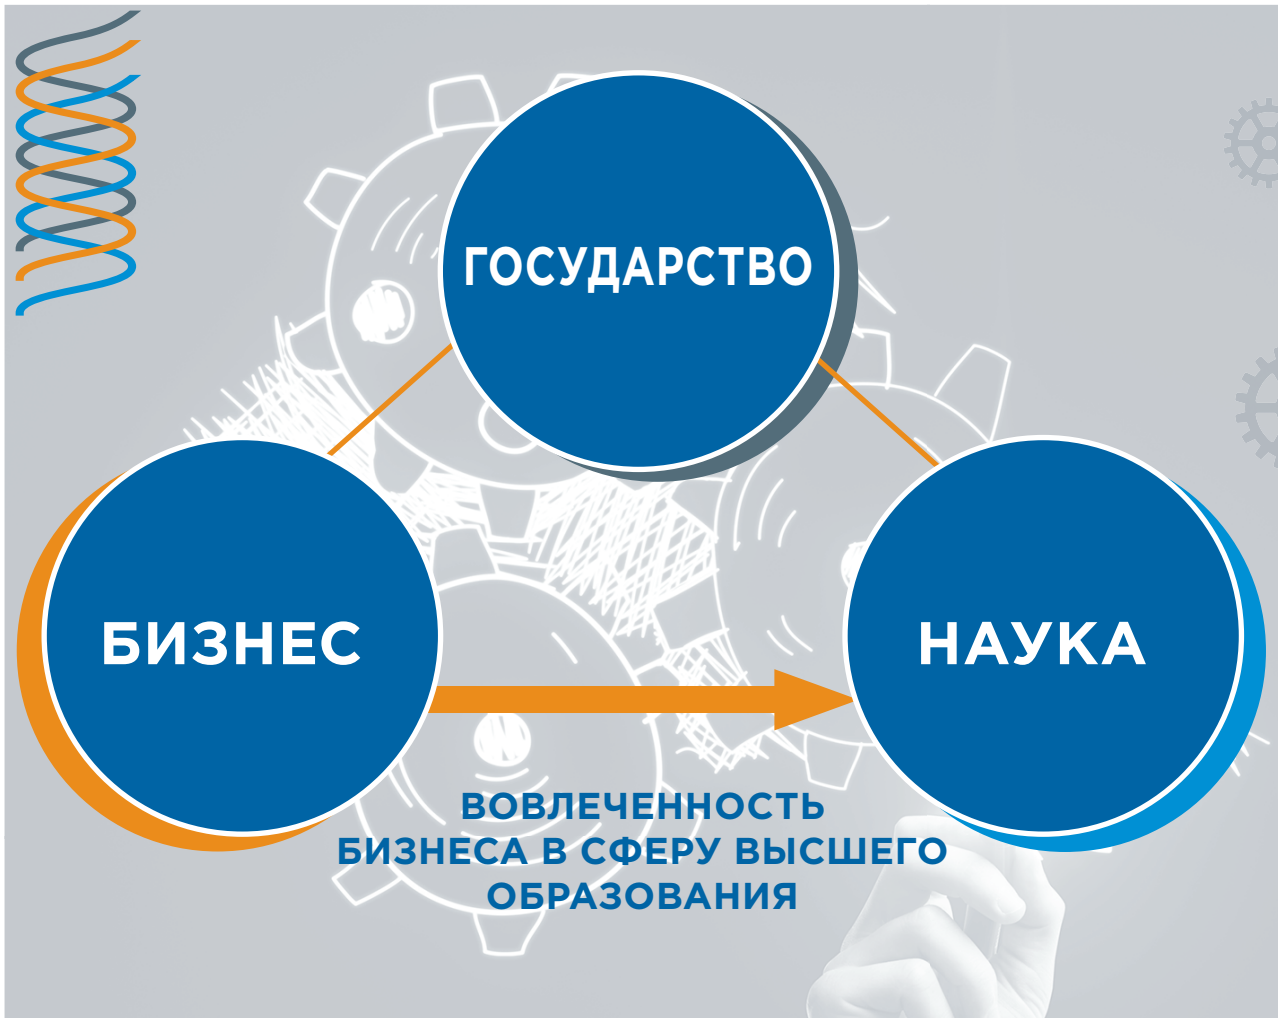 ГОСУДАРСТВО
БИЗНЕС
НАУКА
ВОВЛЕЧЕННОСТЬ
БИЗНЕСА В СФЕРУ ВЫСШЕГО
ОБРАЗОВАНИЯ